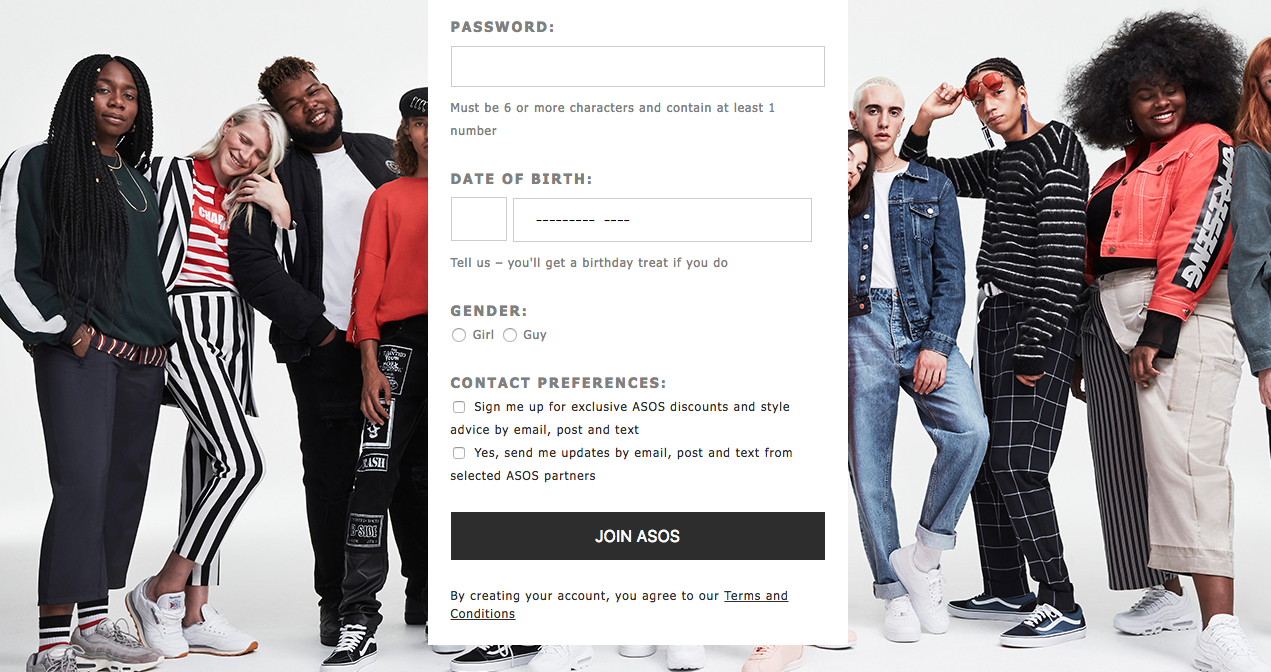 PASSWORD:
Must be 6 or more characters and contain at least 1
number
DATE OF BIRTH:
--------- ----
Tell us – you'll get a birthday treat if you do
GENDER:
Girl Guy
CONTACT PREFERENCES:
Sign me up for exclusive ASOS discounts and style
advice by email, post and text
Yes, send me updates by email, post and text from
selected ASOS partners
JOIN ASOS
By creating your account, you agree to our Terms and
Conditions